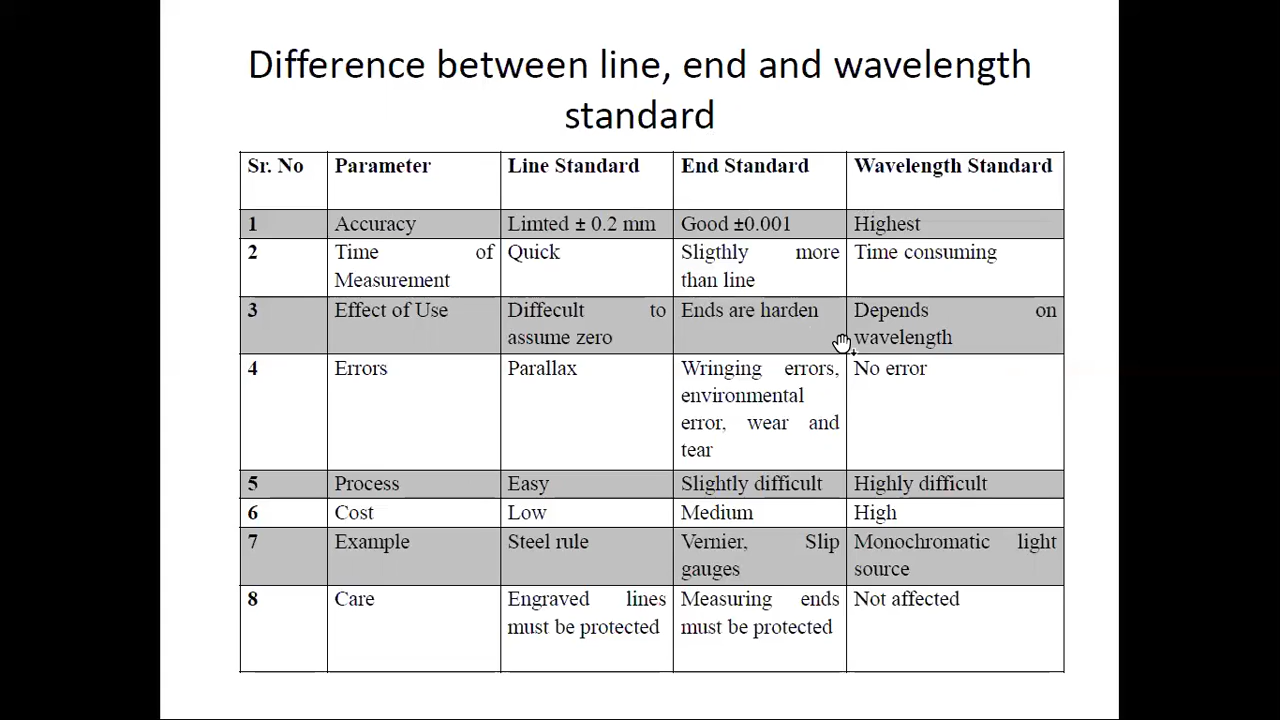 Difference between line, end and wavelength
standard
Sr. No Parameter Line Standard End Standard Wavelength Standard
1 Accuracy Limted ± 0.2 mm Good ±0.001 Highest
2 Time of Quick Sligthly more Time consuming
Measurement than line
3 Effect of Use Diffecult to Ends are harden Depends on
assume zero wavelength
4 Errors Parallax Wringing errors, No error
environmental
error, wear and
tear
5 Process Easy Slightly difficult Highly difficult
6 Cost Low Medium High
7 Example Steel rule Vernier, Slip Monochromatic light
gauges source
8 Care Engraved lines Measuring ends Not affected
must be protected must be protected